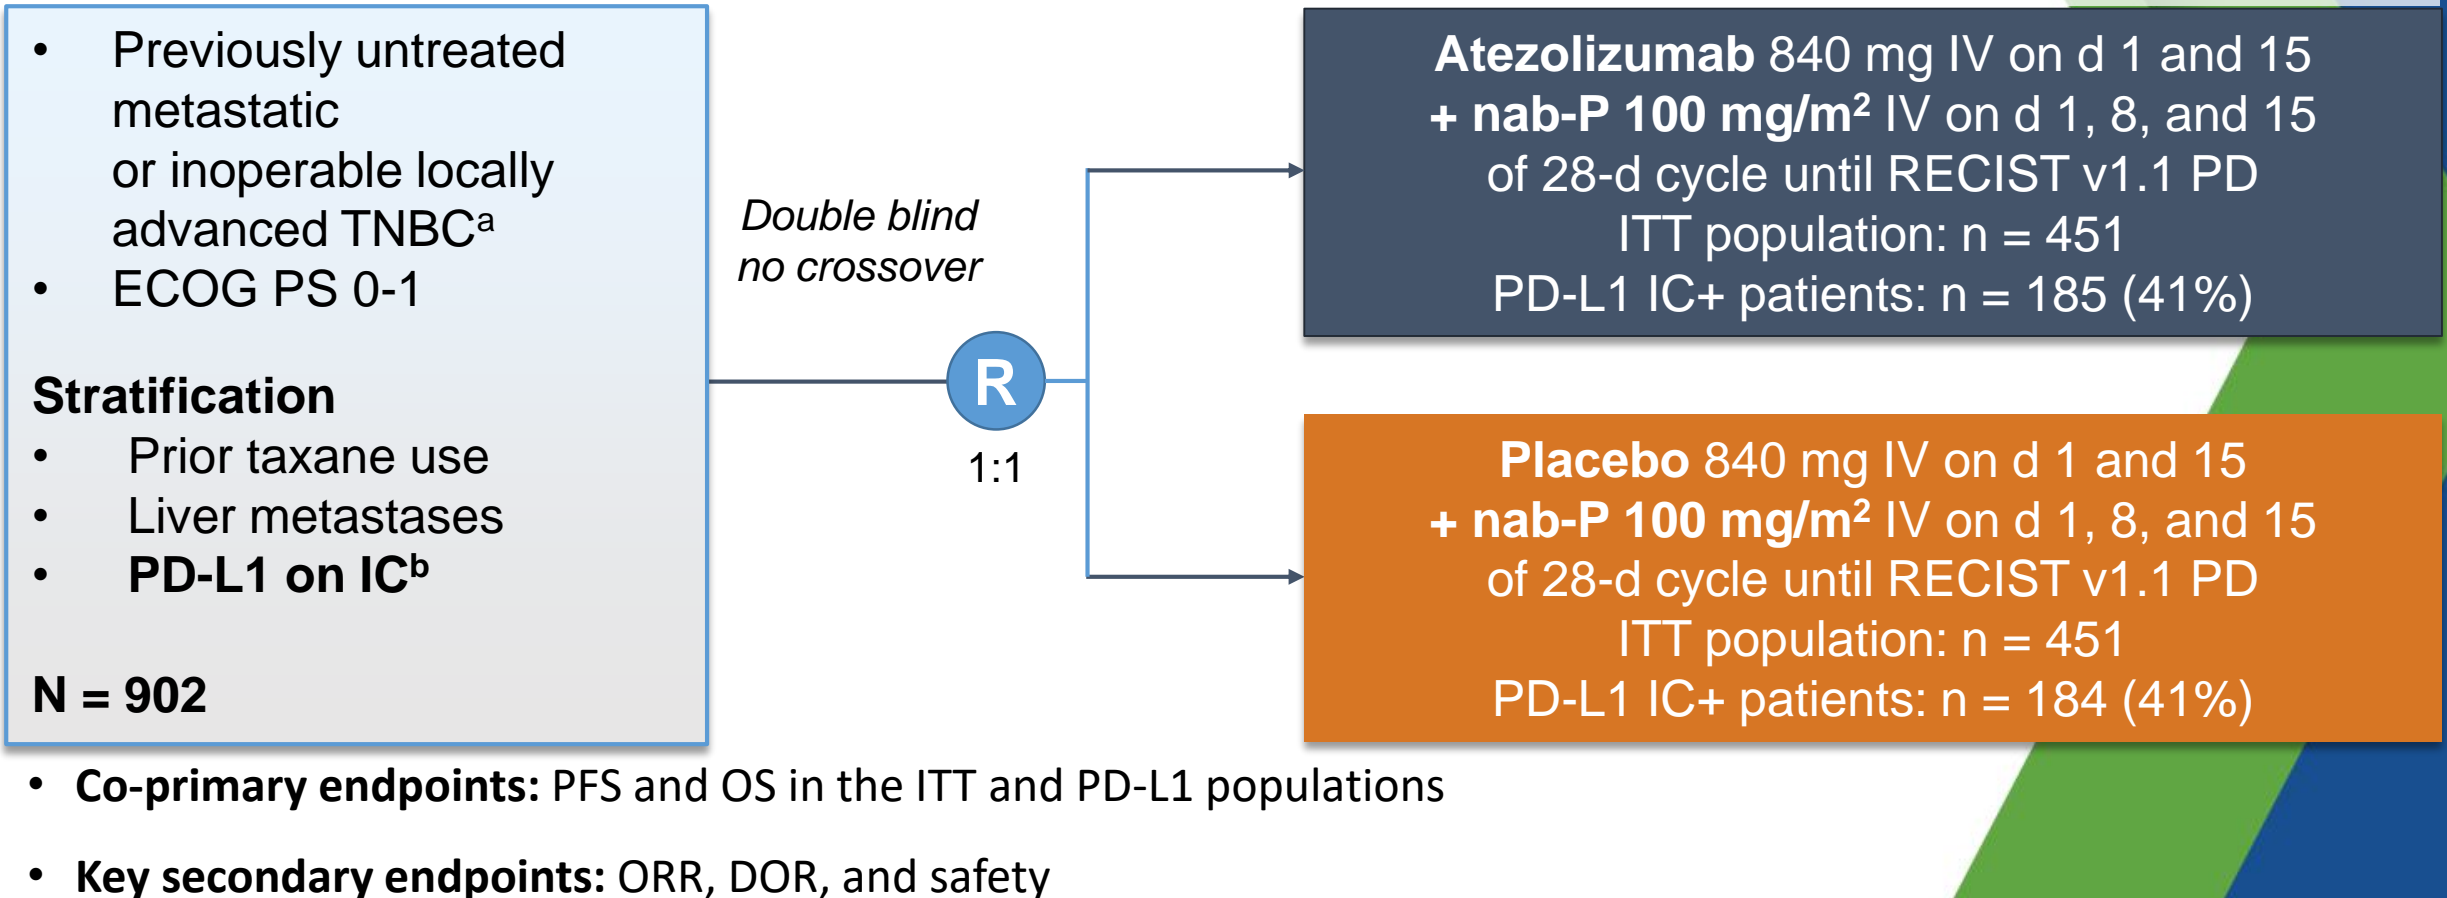 • Previously untreated
metastatic
or inoperable locally
advanced TNBCᵃ
• ECOG PS 0-1
Stratification
• Prior taxane use
• Liver metastases
• PD-L1 on ICᵇ
N = 902
Double blind
no crossover
R
1:1
Atezolizumab 840 mg IV on d 1 and 15
+ nab-P 100 mg/m² IV on d 1, 8, and 15
of 28-d cycle until RECIST v1.1 PD
ITT population: n = 451
PD-L1 IC+ patients: n = 185 (41%)
Placebo 840 mg IV on d 1 and 15
+ nab-P 100 mg/m² IV on d 1, 8, and 15
of 28-d cycle until RECIST v1.1 PD
ITT population: n = 451
PD-L1 IC+ patients: n = 184 (41%)
• Co-primary endpoints: PFS and OS in the ITT and PD-L1 populations
• Key secondary endpoints: ORR, DOR, and safety